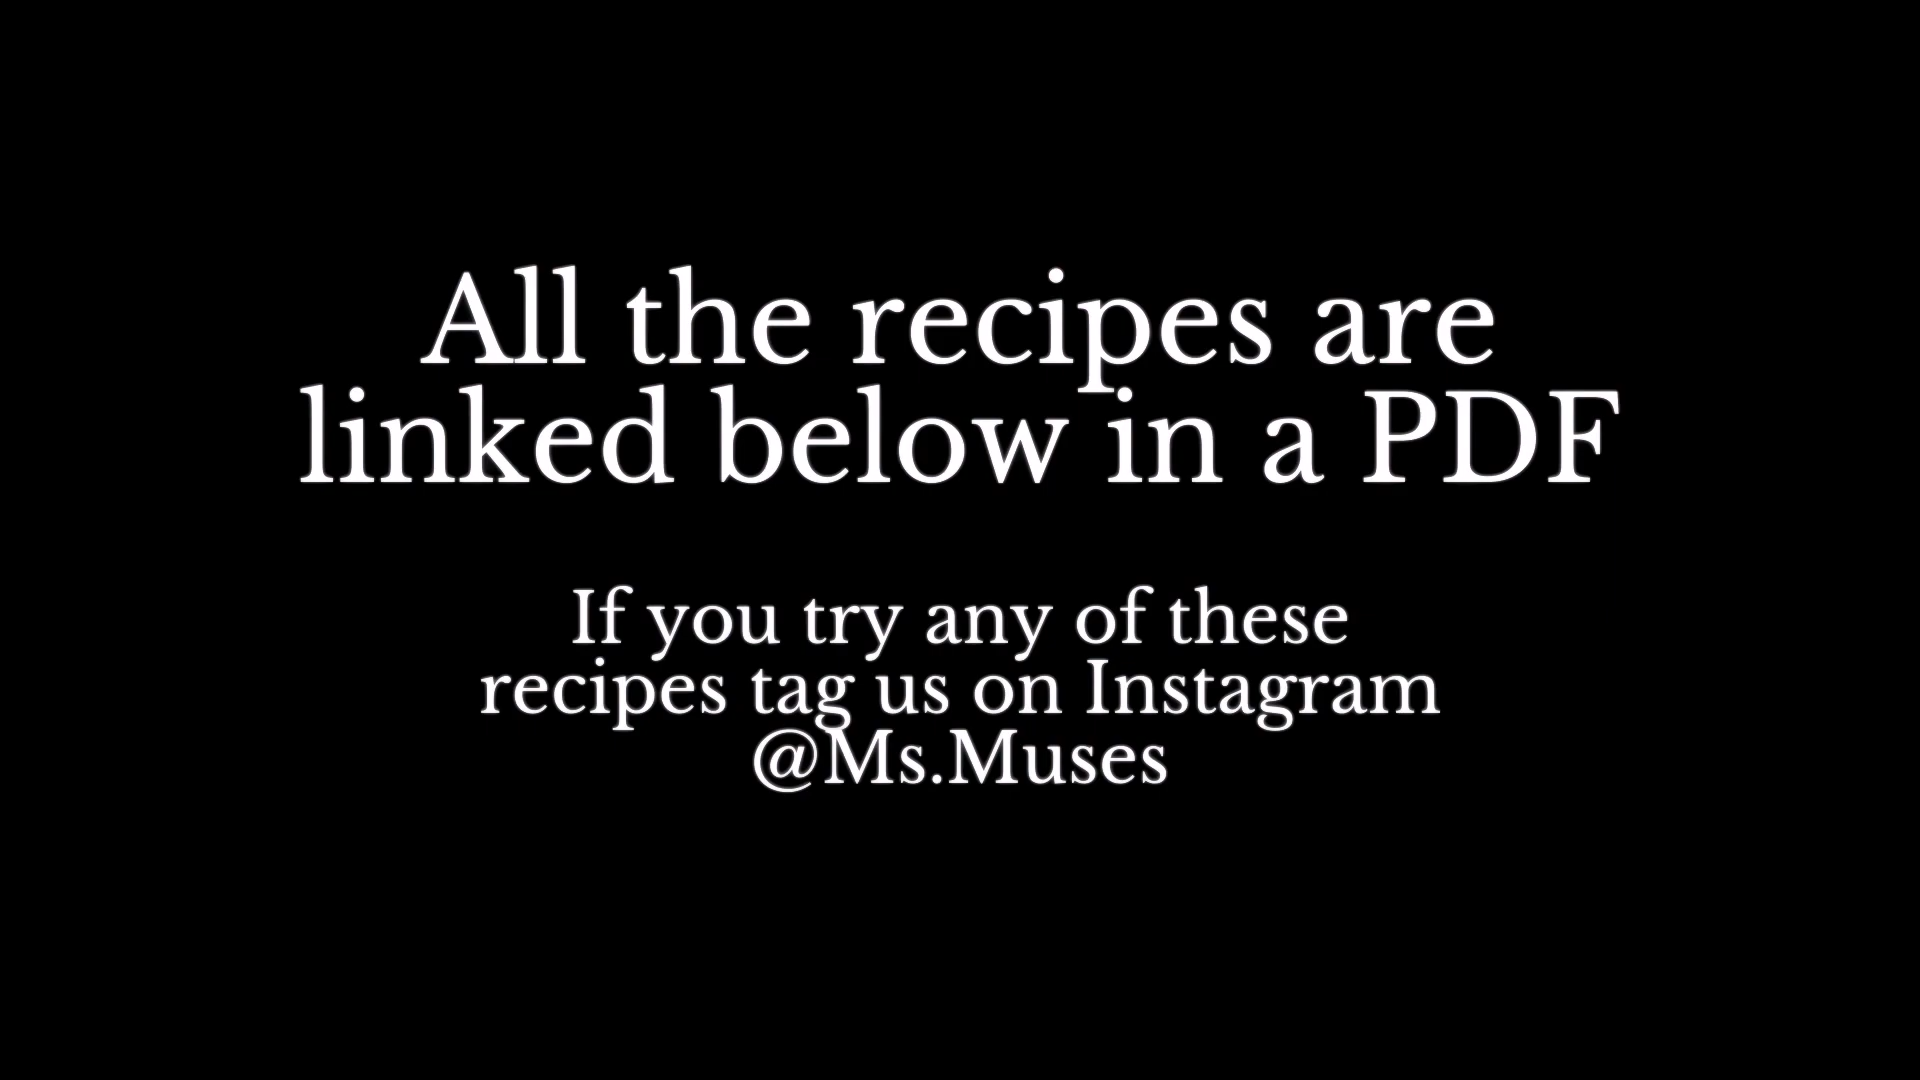 All the recipes are
linked below in a PDF
If you try any of these
recipes tag us on Instagram
@Ms.Muses